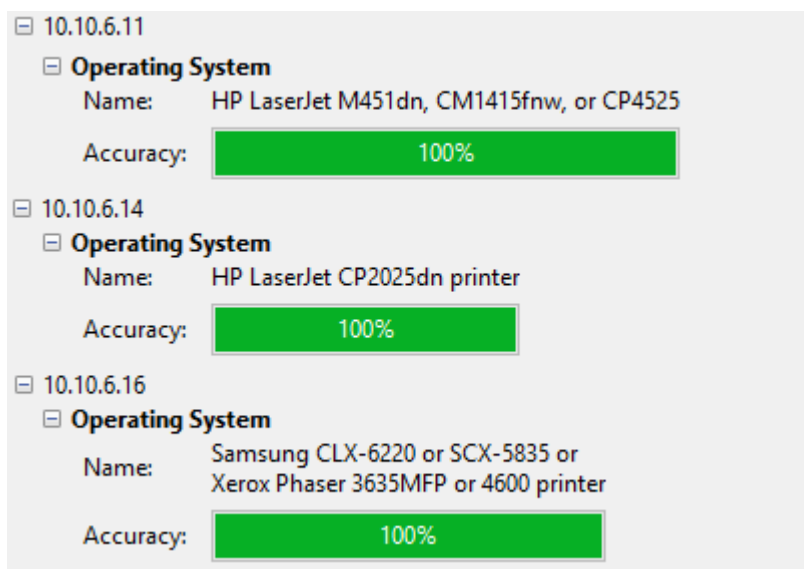 10.10.6.11
Operating System
Name: HP LaserJet M451dn, CM1415fnw, or CP4525
Accuracy: 100%
10.10.6.14
Operating System
Name: HP LaserJet CP2025dn printer
Accuracy: 100%
10.10.6.16
Operating System
Name: Samsung CLX-6220 or SCX-5835 or
Xerox Phaser 3635MFP or 4600 printer
Accuracy: 100%